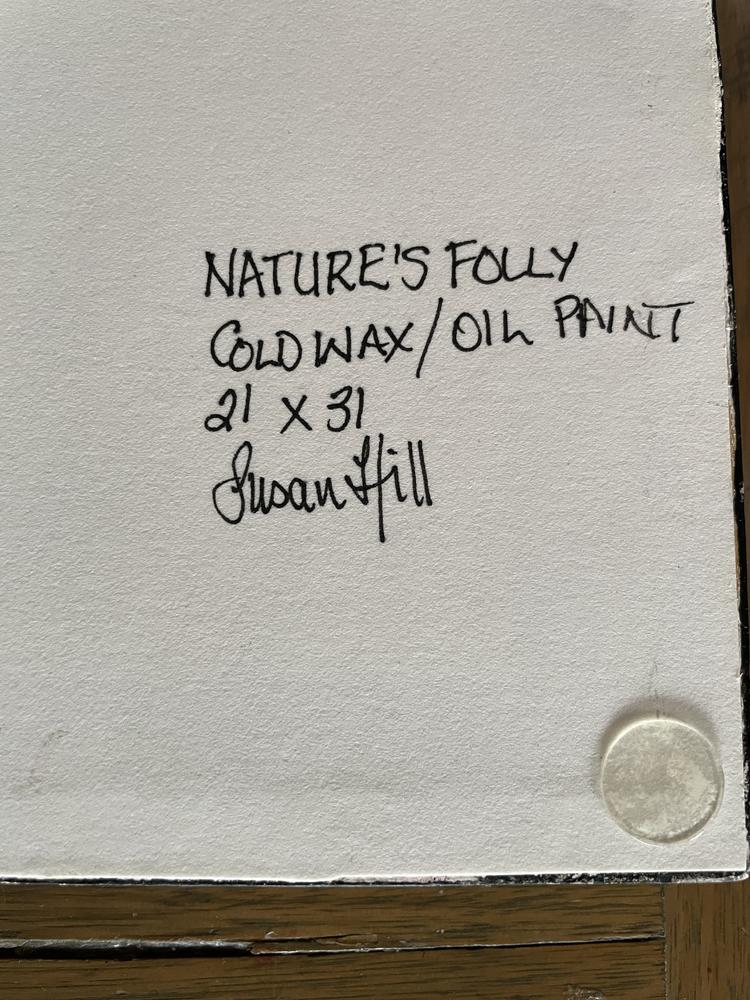 NATURE'S FOLLY
COLD WAX/OIL PAINT
21 X 31
Susan Hill